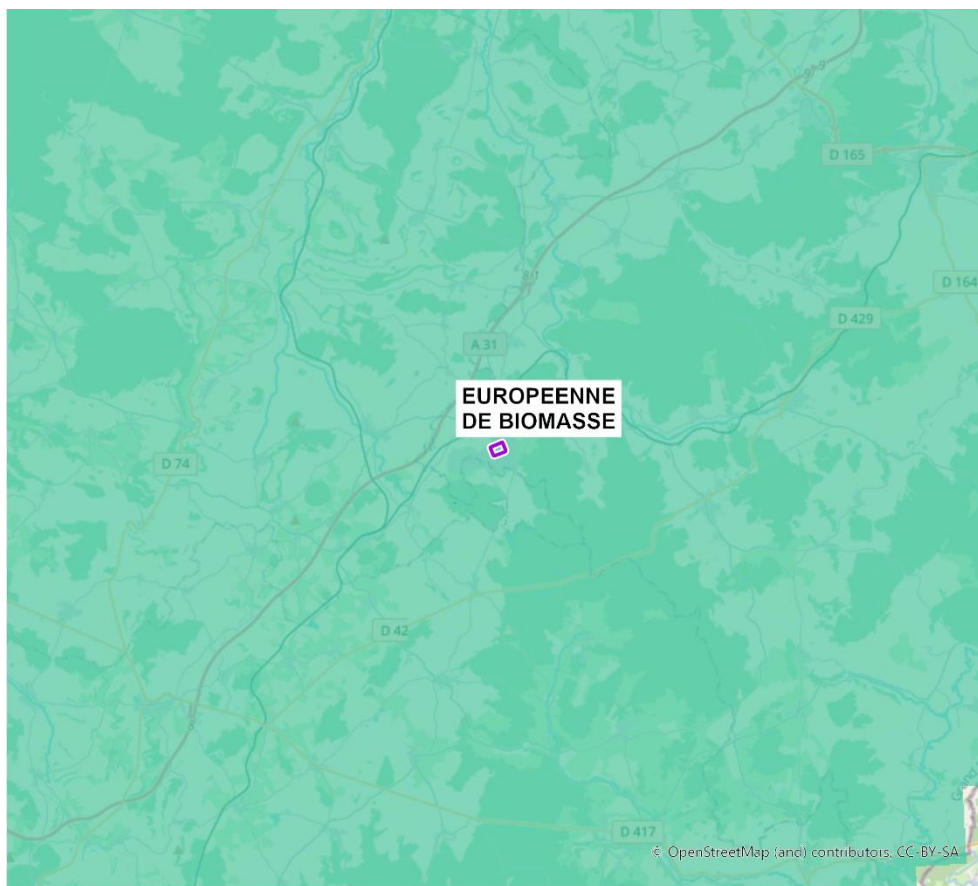 D 165
D 164
D 429
A 31
EUROPEENNE
DE BIOMASSE
D 74
D 42
D 417
© OpenStreetMap (and) contributors, CC-BY-SA